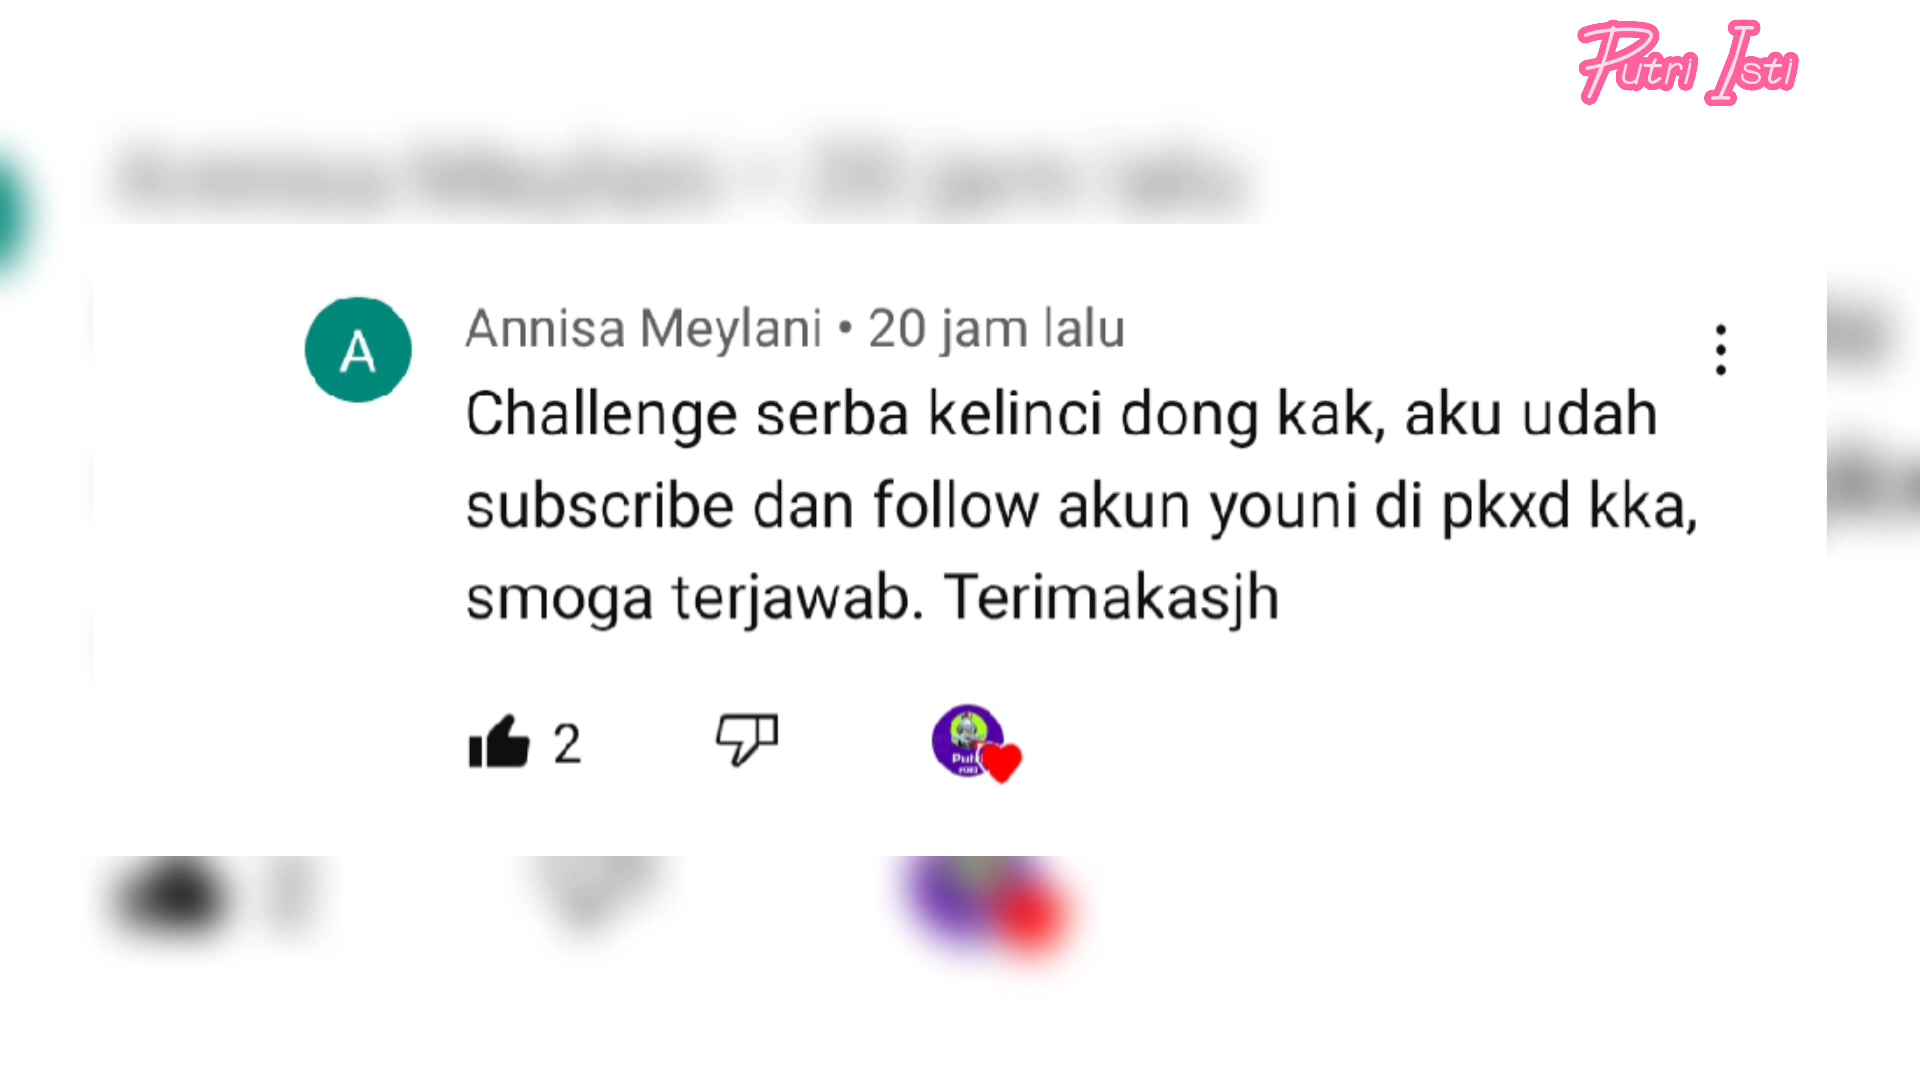 Putri Isti
A
Annisa Meylani • 20 jam lalu
Challenge serba kelinci dong kak, aku udah
subscribe dan follow akun youni di pkxd kka,
smoga terjawab. Terimakasjh
2